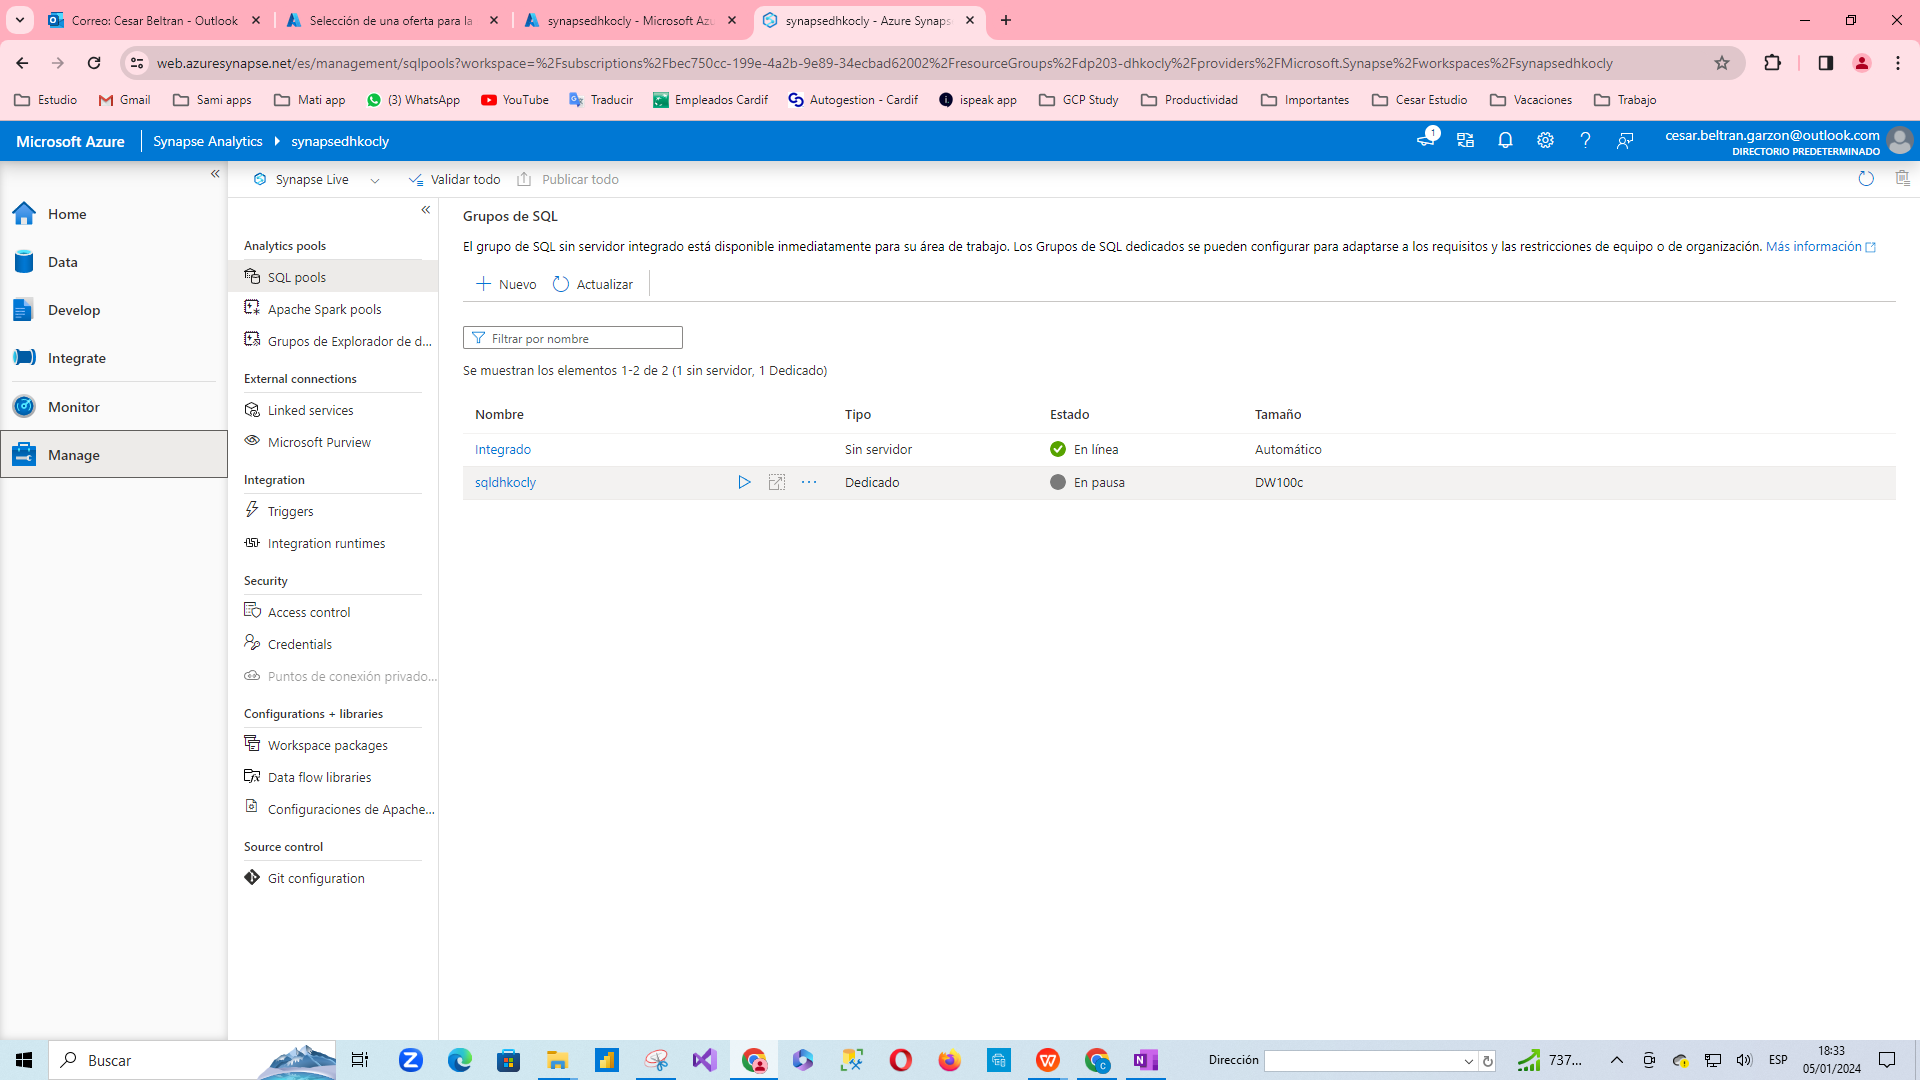 Correo: Cesar Beltran - Outlook
Selección de una oferta para la
synapsedhkocly - Microsoft Azu
synapsedhkocly - Azure Synaps
web.azuresynapse.net/es/management/sqlpools?workspace=%2Fsubscriptions%2Fbec750cc-199e-4a2b-9e89-34ecbad62002%2FresourceGroups%2Fdp203-dhkocly%2Fproviders%2FMicrosoft.Synapse%2Fworkspaces%2Fsynapsedhkocly
Estudio
Gmail
Sami apps
Mati app
(3) WhatsApp
YouTube
Traducir
Empleados Cardif
Autogestion - Cardif
ispeak app
GCP Study
Productividad
Importantes
Cesar Estudio
Vacaciones
Trabajo
Microsoft Azure
Synapse Analytics
synapsedhkocly
1
cesar.beltran.garzon@outlook.com
DIRECTORIO PREDETERMINADO
Home
Data
Develop
Integrate
Monitor
Manage
Synapse Live
Validar todo
Publicar todo
Analytics pools
SQL pools
Apache Spark pools
Grupos de Explorador de d...
External connections
Linked services
Microsoft Purview
Integration
Triggers
Integration runtimes
Security
Access control
Credentials
Puntos de conexión privado...
Configurations + libraries
Workspace packages
Data flow libraries
Configuraciones de Apache...
Source control
Git configuration
Grupos de SQL
El grupo de SQL sin servidor integrado está disponible inmediatamente para su área de trabajo. Los Grupos de SQL dedicados se pueden configurar para adaptarse a los requisitos y las restricciones de equipo o de organización. Más información
Nuevo
Actualizar
Filtrar por nombre
Se muestran los elementos 1-2 de 2 (1 sin servidor, 1 Dedicado)
Nombre Tipo Estado Tamaño
Integrado Sin servidor En línea Automático
sqldhkocly Dedicado En pausa DW100c
Buscar
Dirección
737...
ESP
18:33
05/01/2024